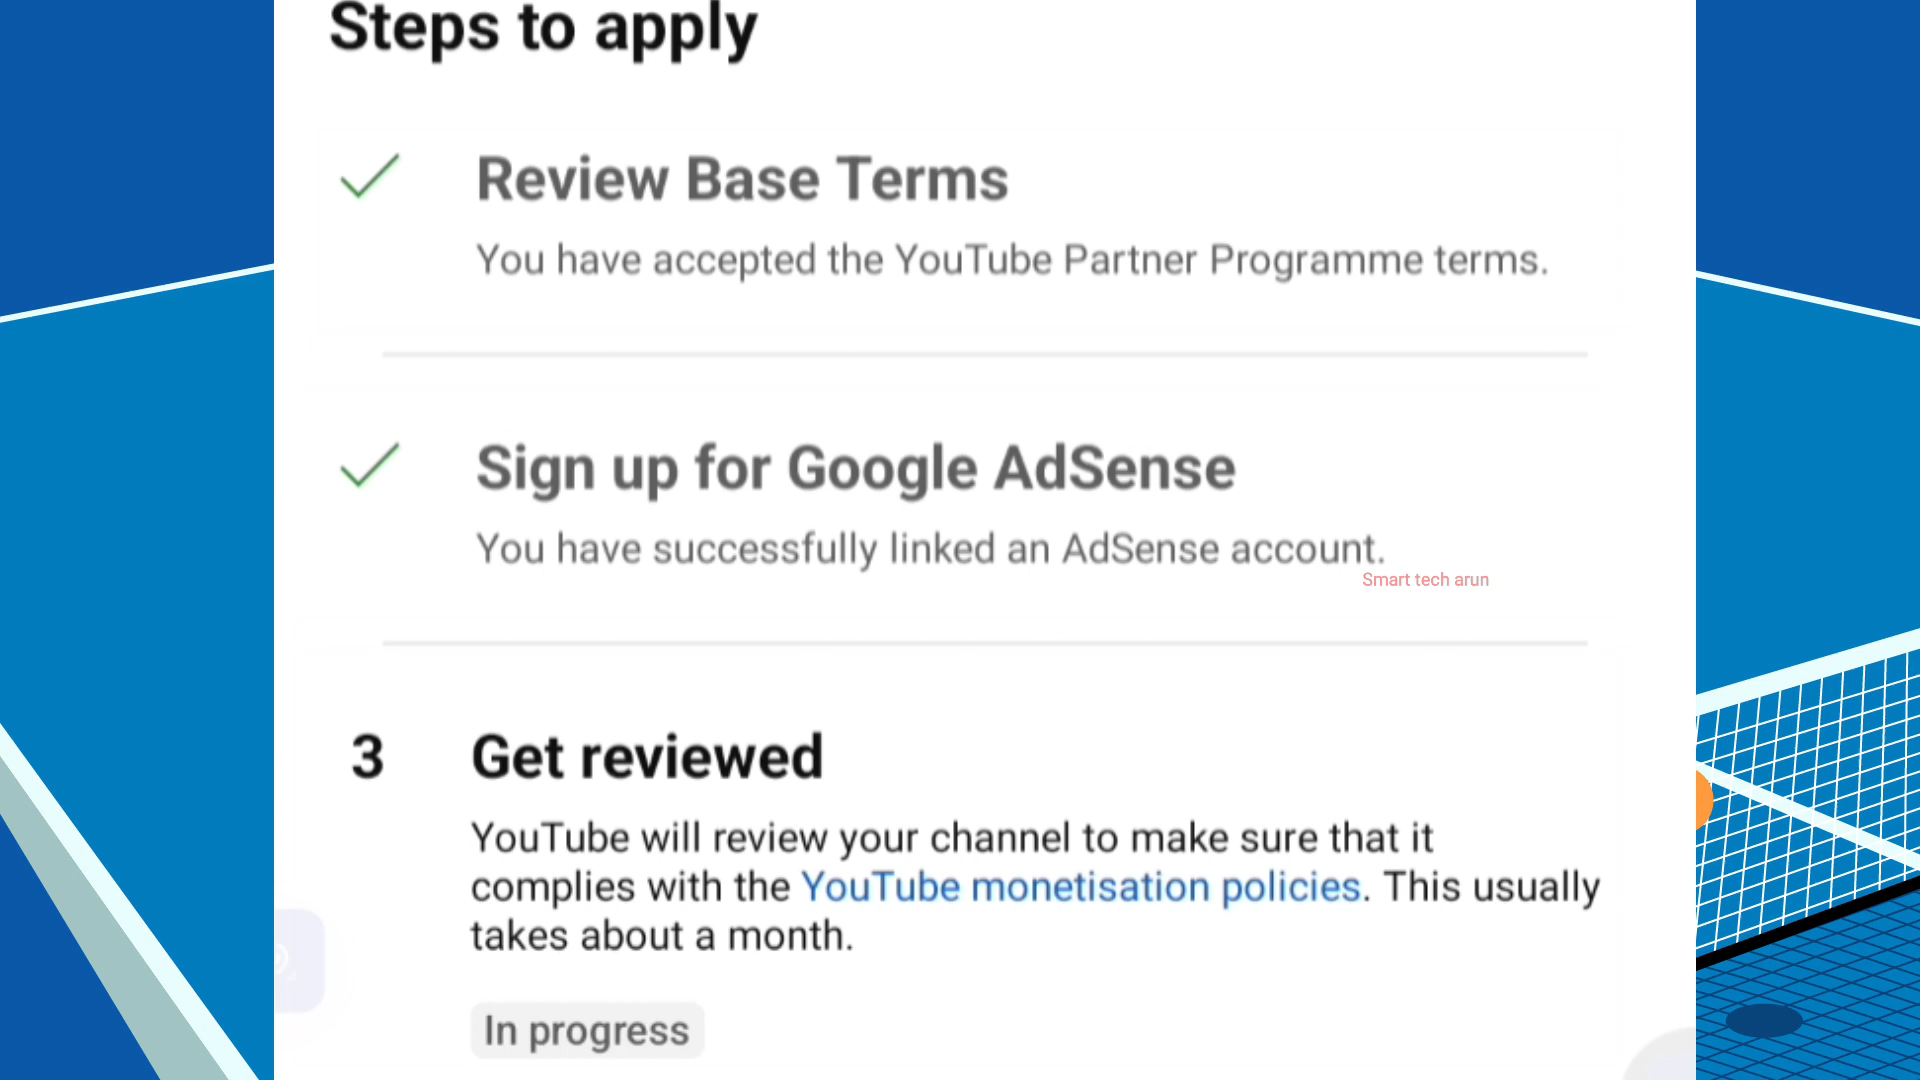 Steps to apply
Review Base Terms
You have accepted the YouTube Partner Programme terms.
Sign up for Google AdSense
You have successfully linked an AdSense account.
Smart tech arun
3 Get reviewed
YouTube will review your channel to make sure that it
complies with the YouTube monetisation policies. This usually
takes about a month.
In progress